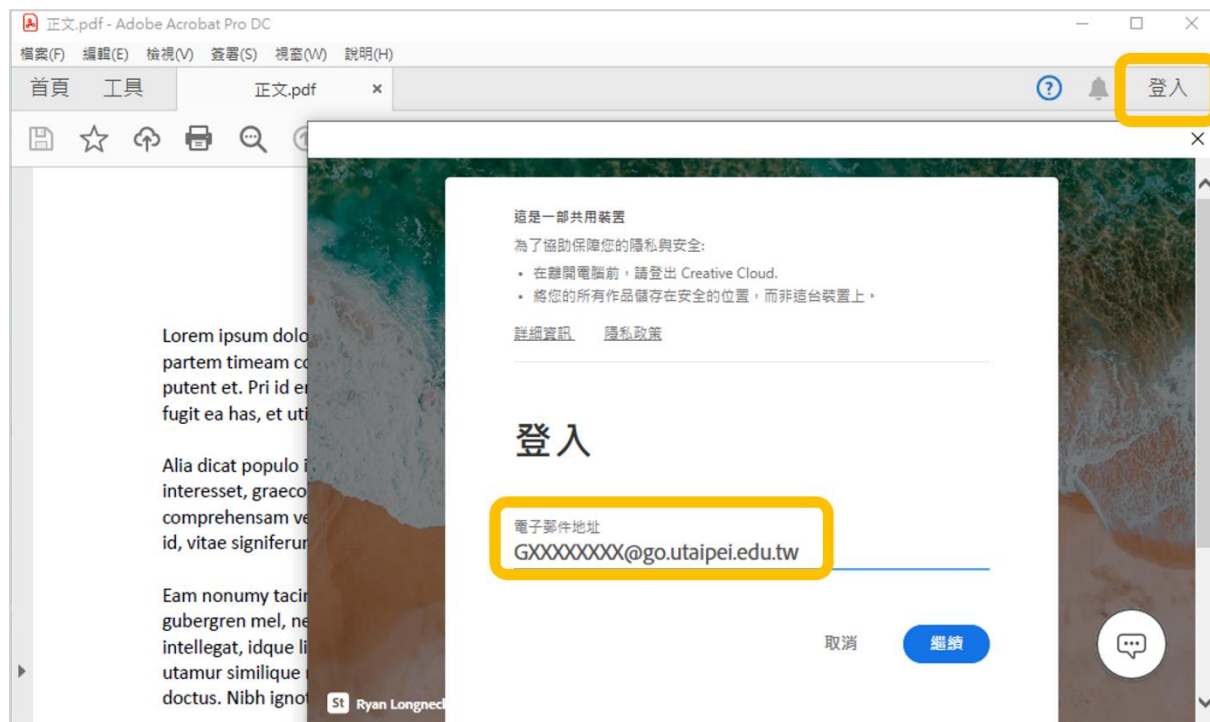 正文.pdf - Adobe Acrobat Pro DC
檔案(F) 編輯(E) 檢視(V) 簽署(S) 視窗(W) 說明(H)
首頁 工具 正文.pdf × 登入
這是一部共用裝置
為了協助保障您的隱私與安全:
• 在離開電腦前，請登出 Creative Cloud.
• 將您的所有作品儲存在安全的位置，而非這台裝置上。
詳細資訊 隱私政策
登入
電子郵件地址
GXXXXXXXX@go.utaipei.edu.tw
取消 繼續
Lorem ipsum dolo
partem timeam co
putent et. Pri id er
fugit ea has, et uti
Alia dicat populo i
interesset, graeco
comprehensam ve
id, vitae signiferur
Eam nonumy tacir
gubergren mel, ne
intellegat, idque li
utamur similique
doctus. Nibh ignot
St Ryan Longneck